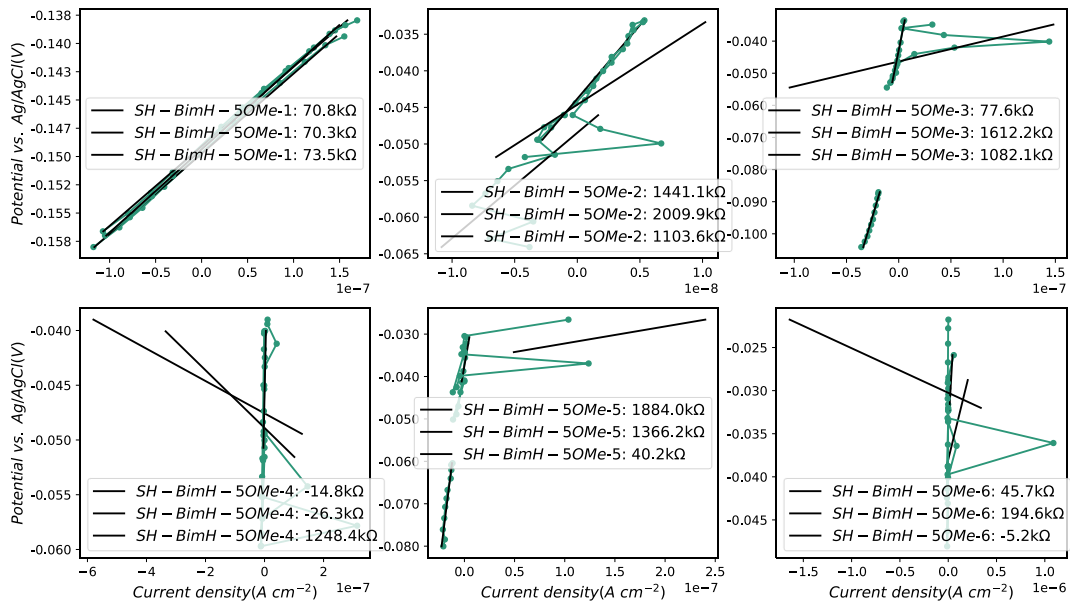 -0.138
-0.140
-0.143
-0.145
-0.147
-0.150
-0.152
-0.155
-0.158
Potential vs. Ag/AgCl(V)
SH-BimH-5OMe-1: 70.8kΩ
SH-BimH-5OMe-1: 70.3kΩ
SH-BimH-5OMe-1: 73.5kΩ
-1.0 -0.5 0.0 0.5 1.0 1.5
1e-7
-0.035
-0.040
-0.045
-0.050
-0.055
-0.060
-0.065
SH-BimH-5OMe-2: 1441.1kΩ
SH-BimH-5OMe-2: 2009.9kΩ
SH-BimH-5OMe-2: 1103.6kΩ
-1.0 -0.5 0.0 0.5 1.0
1e-8
-0.040
-0.050
-0.060
-0.070
-0.080
-0.090
-0.100
SH-BimH-5OMe-3: 77.6kΩ
SH-BimH-5OMe-3: 1612.2kΩ
SH-BimH-5OMe-3: 1082.1kΩ
-1.0 -0.5 0.0 0.5 1.0 1.5
1e-7
-0.040
-0.045
-0.050
-0.055
-0.060
Potential vs. Ag/AgCl(V)
SH-BimH-5OMe-4: -14.8kΩ
SH-BimH-5OMe-4: -26.3kΩ
SH-BimH-5OMe-4: 1248.4kΩ
-6 -4 -2 0 2
1e-7
Current density(A cm⁻²)
-0.030
-0.040
-0.050
-0.060
-0.070
-0.080
SH-BimH-5OMe-5: 1884.0kΩ
SH-BimH-5OMe-5: 1366.2kΩ
SH-BimH-5OMe-5: 40.2kΩ
0.0 0.5 1.0 1.5 2.0 2.5
1e-7
Current density(A cm⁻²)
-0.025
-0.030
-0.035
-0.040
-0.045
SH-BimH-5OMe-6: 45.7kΩ
SH-BimH-5OMe-6: 194.6kΩ
SH-BimH-5OMe-6: -5.2kΩ
-1.5 -1.0 -0.5 0.0 0.5 1.0
1e-6
Current density(A cm⁻²)